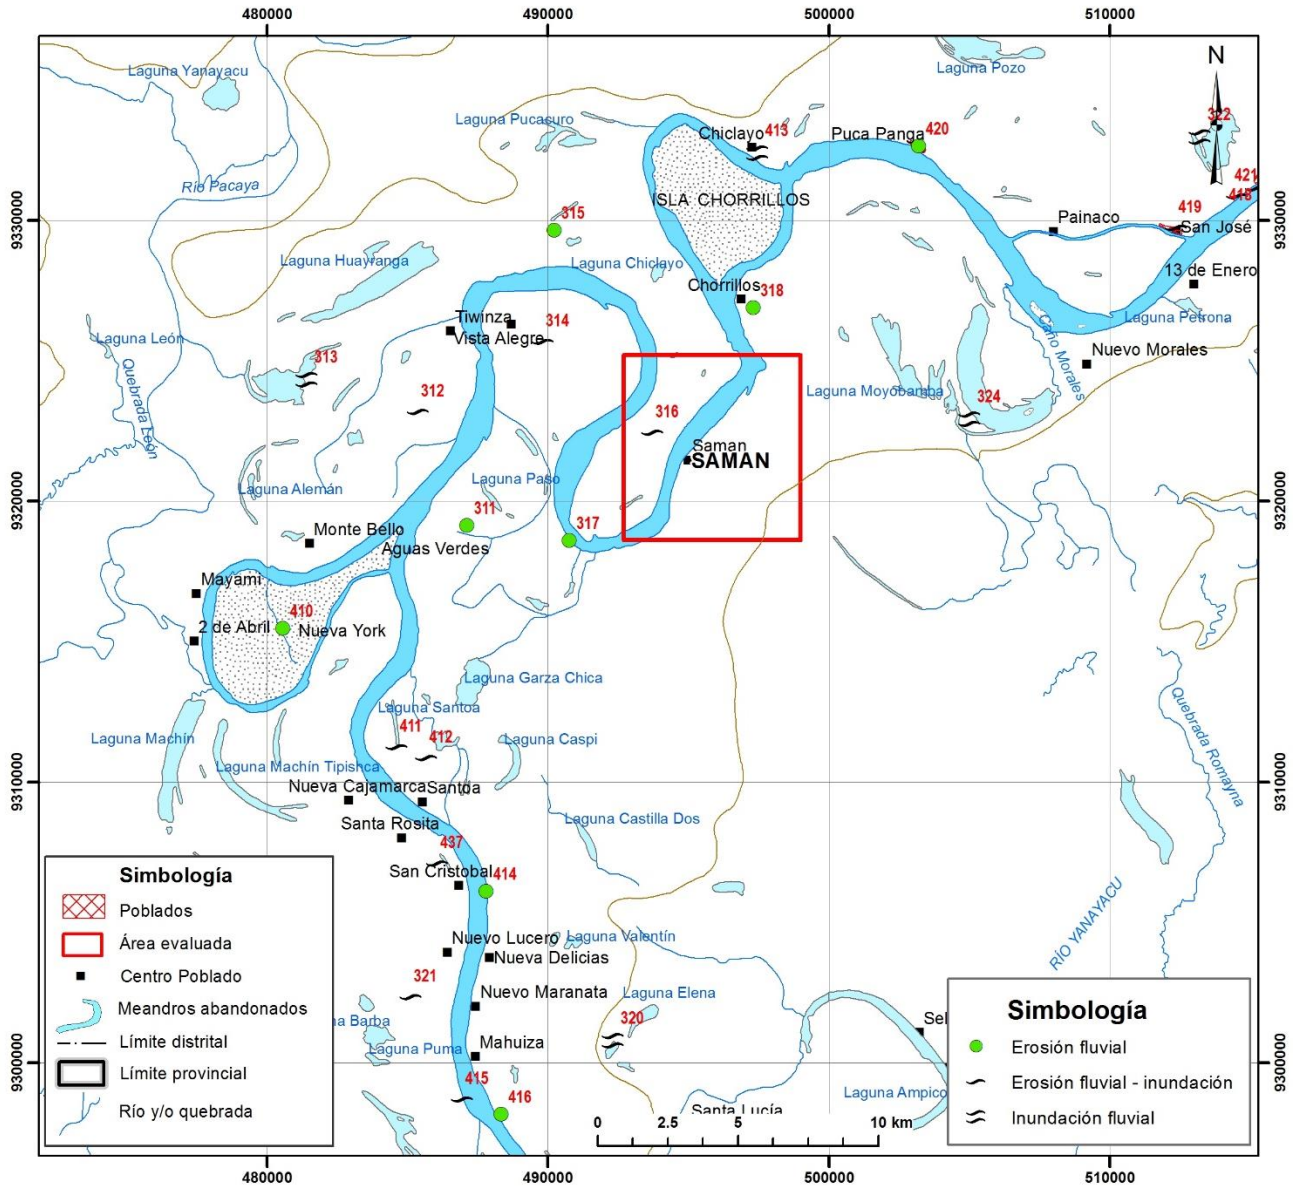 480000
490000
500000
510000
Laguna Yanayacu
Laguna Pozo
N
322
Laguna Pucacuro
Chiclayo
413
Puca Panga
420
Río Pacaya
421
418
9330000
ISLA CHORRILLOS
315
Painaco
419
San José
9330000
Laguna Huayranga
Laguna Chiclayo
13 de Enero
Chorrillos
318
Tiwinza
314
Caño Morales
Laguna Petrona
Laguna León
Vista Alegre
Nuevo Morales
313
Quebrada León
312
Laguna Moyobamba
324
316
Saman
SAMAN
Laguna Paso
Laguna Alemán
9320000
9320000
311
Monte Bello
317
Aguas Verdes
Mayami
410
2 de Abril
Nueva York
Laguna Garza Chica
Laguna Santoa
Quebrada Romayna
411
412
Laguna Machín
Laguna Caspi
Laguna Machín Tipishca
9310000
9310000
Nueva Cajamarca
Santoa
Santa Rosita
Laguna Castilla Dos
437
San Cristobal
414
RÍO YANAYACU
Nuevo Lucero
Laguna Valentín
Nueva Delicias
321
Nuevo Maranata
Laguna Elena
320
na Barba
Sel
Laguna Puma
Mahuiza
9300000
415
416
Laguna Ampico
Santa Lucía
Simbología
Poblados
Área evaluada
Centro Poblado
Meandros abandonados
Límite distrital
Límite provincial
Río y/o quebrada
0 2.5 5 10 km
Simbología
Erosión fluvial
Erosión fluvial - inundación
Inundación fluvial
9300000
480000
490000
500000
510000